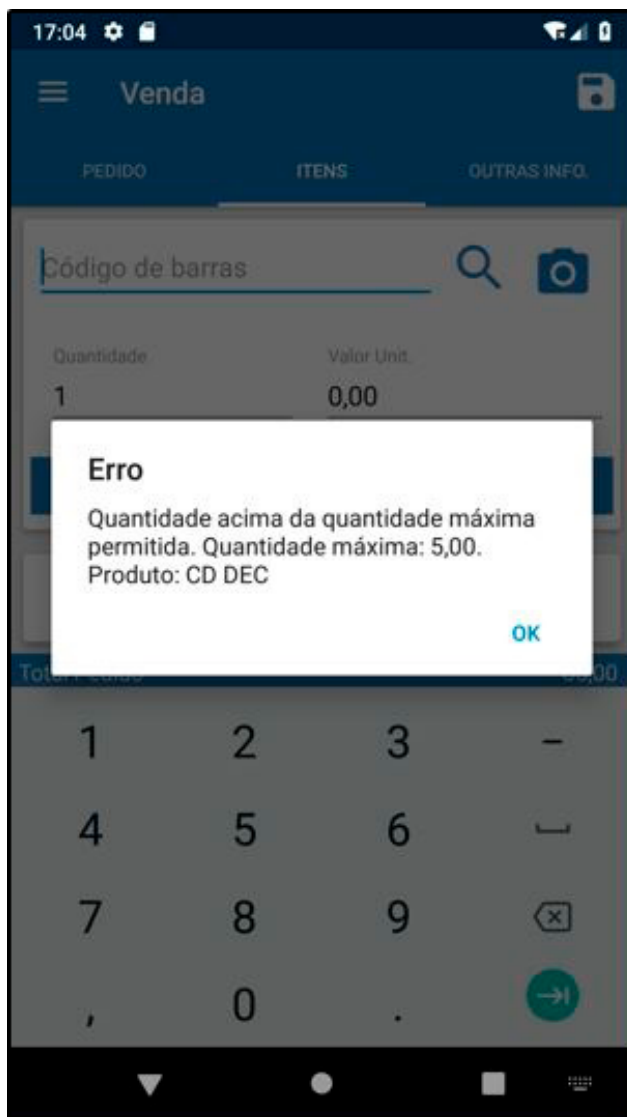 17:04
Venda
PEDIDO ITENS OUTRAS INFO.
Código de barras
Quantidade Valor Unit.
1 0,00
Erro
Quantidade acima da quantidade máxima
permitida. Quantidade máxima: 5,00.
Produto: CD DEC
OK
1 2 3 -
4 5 6
7 8 9
, 0 .